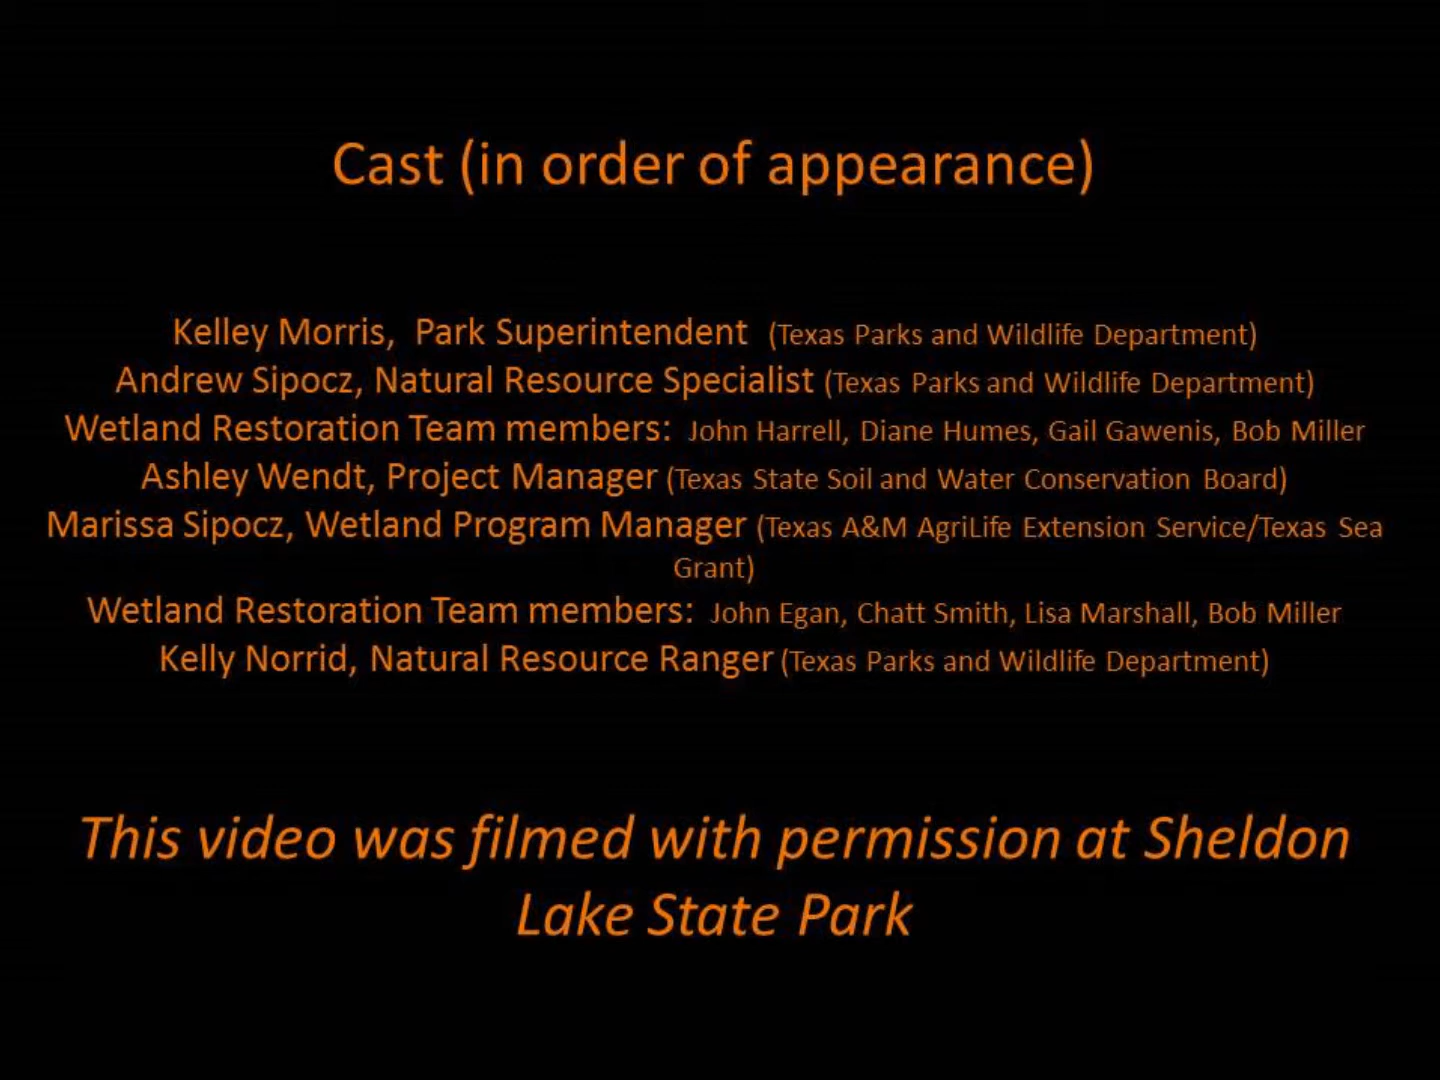 Cast (in order of appearance)
Kelley Morris,  Park Superintendent  (Texas Parks and Wildlife Department)
Andrew Sipocz, Natural Resource Specialist (Texas Parks and Wildlife Department)
Wetland Restoration Team members:  John Harrell, Diane Humes, Gail Gawenis, Bob Miller
Ashley Wendt, Project Manager (Texas State Soil and Water Conservation Board)
Marissa Sipocz, Wetland Program Manager (Texas A&M AgriLife Extension Service/Texas Sea
Grant)
Wetland Restoration Team members:  John Egan, Chatt Smith, Lisa Marshall, Bob Miller
Kelly Norrid, Natural Resource Ranger (Texas Parks and Wildlife Department)
This video was filmed with permission at Sheldon
Lake State Park